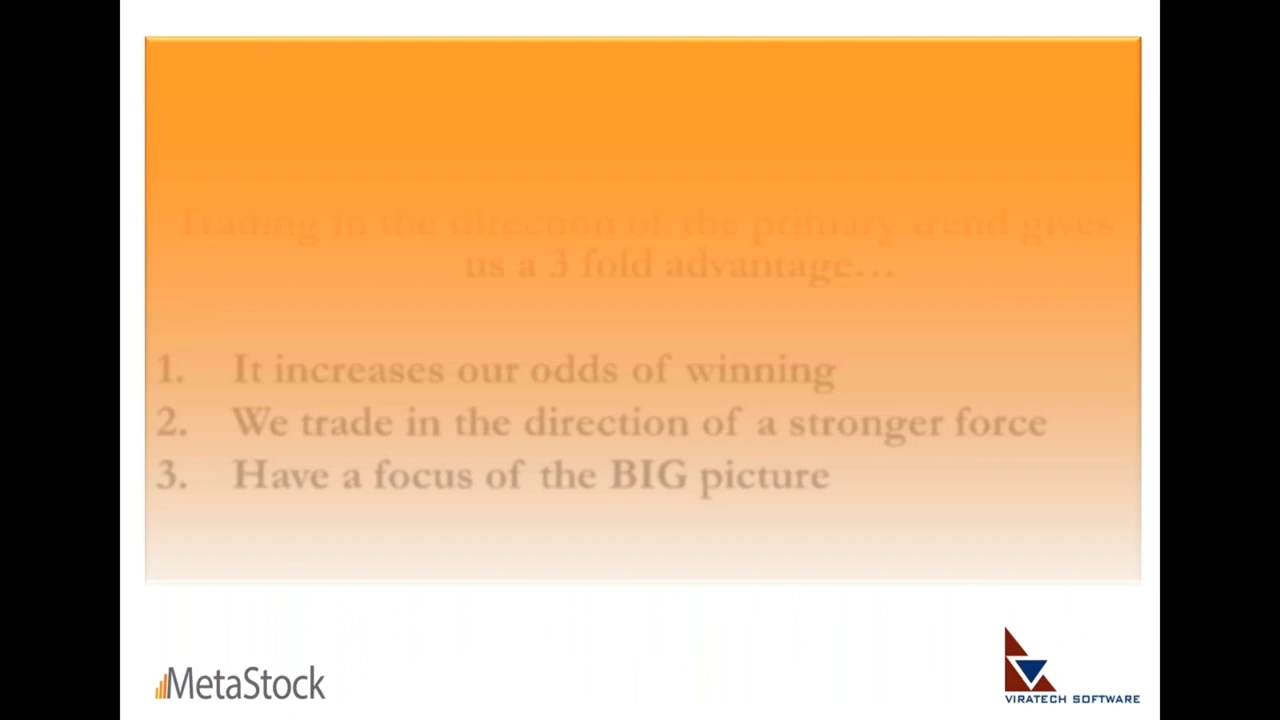 Trading in the direction of the primary trend gives
us a 3 fold advantage...
1. It increases our odds of winning
2. We trade in the direction of a stronger force
3. Have a focus of the BIG picture
MetaStock
VIRATECH SOFTWARE